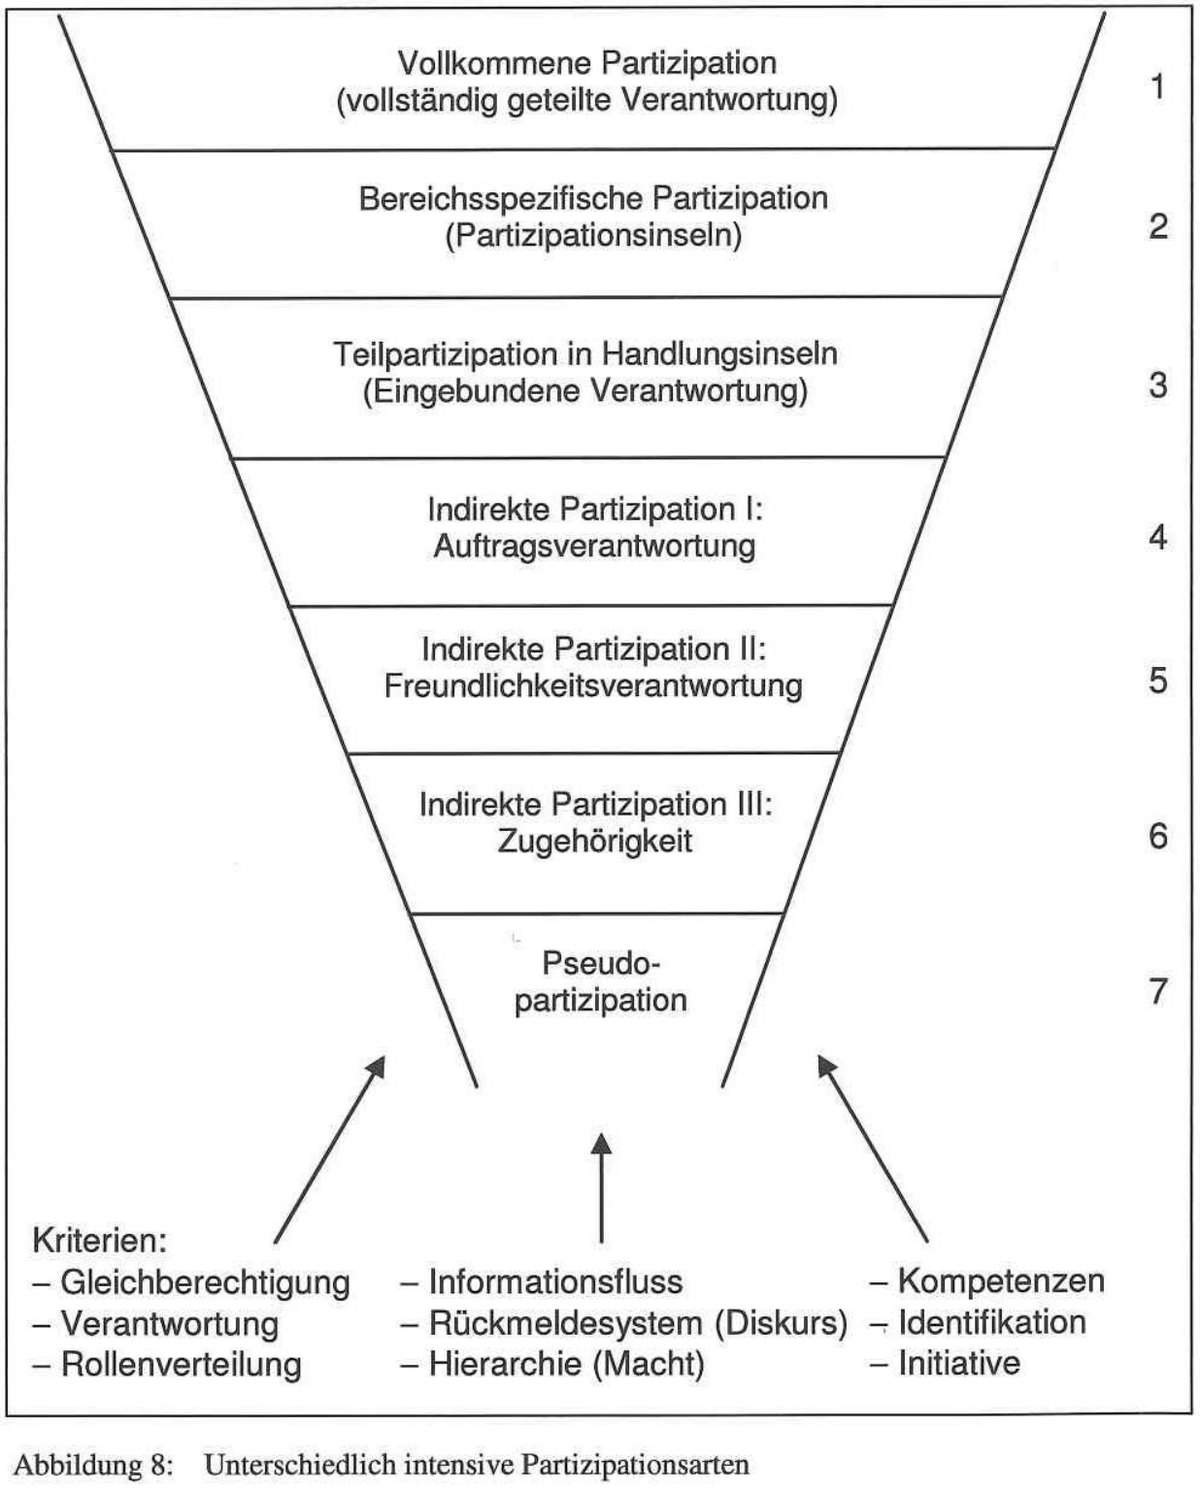 Vollkommene Partizipation
(vollständig geteilte Verantwortung)
1
Bereichsspezifische Partizipation
(Partizipationsinseln)
2
Teilpartizipation in Handlungsinseln
(Eingebundene Verantwortung)
3
Indirekte Partizipation I:
Auftragsverantwortung
4
Indirekte Partizipation II:
Freundlichkeitsverantwortung
5
Indirekte Partizipation III:
Zugehörigkeit
6
Pseudo-
partizipation
7
Kriterien:
– Gleichberechtigung
– Verantwortung
– Rollenverteilung
– Informationsfluss
– Rückmeldesystem (Diskurs)
– Hierarchie (Macht)
– Kompetenzen
– Identifikation
– Initiative
Abbildung 8: Unterschiedlich intensive Partizipationsarten